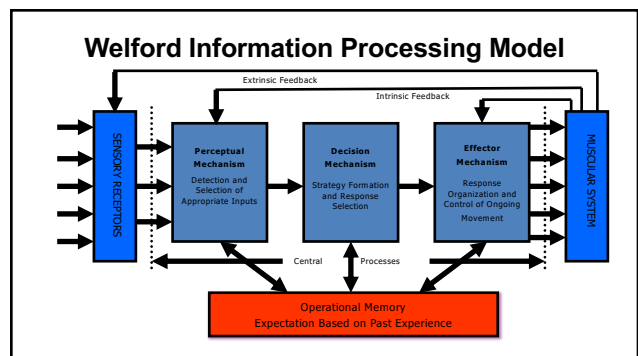 Welford Information Processing Model
Extrinsic Feedback
Intrinsic Feedback
SENSORY RECEPTORS
Perceptual
Mechanism
Detection and
Selection of
Appropriate Inputs
Decision
Mechanism
Strategy Formation
and Response
Selection
Effector
Mechanism
Response
Organization and
Control of Ongoing
Movement
MUSCULAR SYSTEM
Central Processes
Operational Memory
Expectation Based on Past Experience